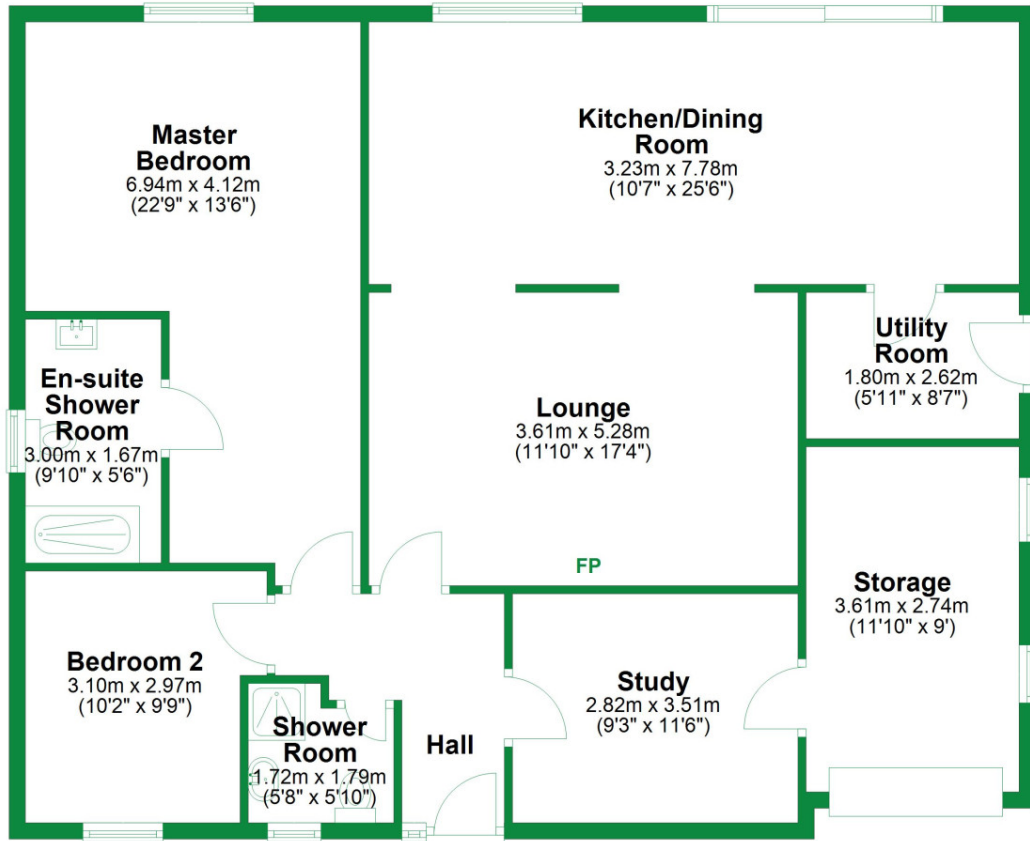 Master
Bedroom
6.94m x 4.12m
(22'9" x 13'6")
Kitchen/Dining
Room
3.23m x 7.78m
(10'7" x 25'6")
En-suite
Shower
Room
3.00m x 1.67m
(9'10" x 5'6")
Lounge
3.61m x 5.28m
(11'10" x 17'4")
Utility
Room
1.80m x 2.62m
(5'11" x 8'7")
FP
Storage
3.61m x 2.74m
(11'10" x 9')
Bedroom 2
3.10m x 2.97m
(10'2" x 9'9")
Shower
Room
1.72m x 1.79m
(5'8" x 5'10")
Hall
Study
2.82m x 3.51m
(9'3" x 11'6")